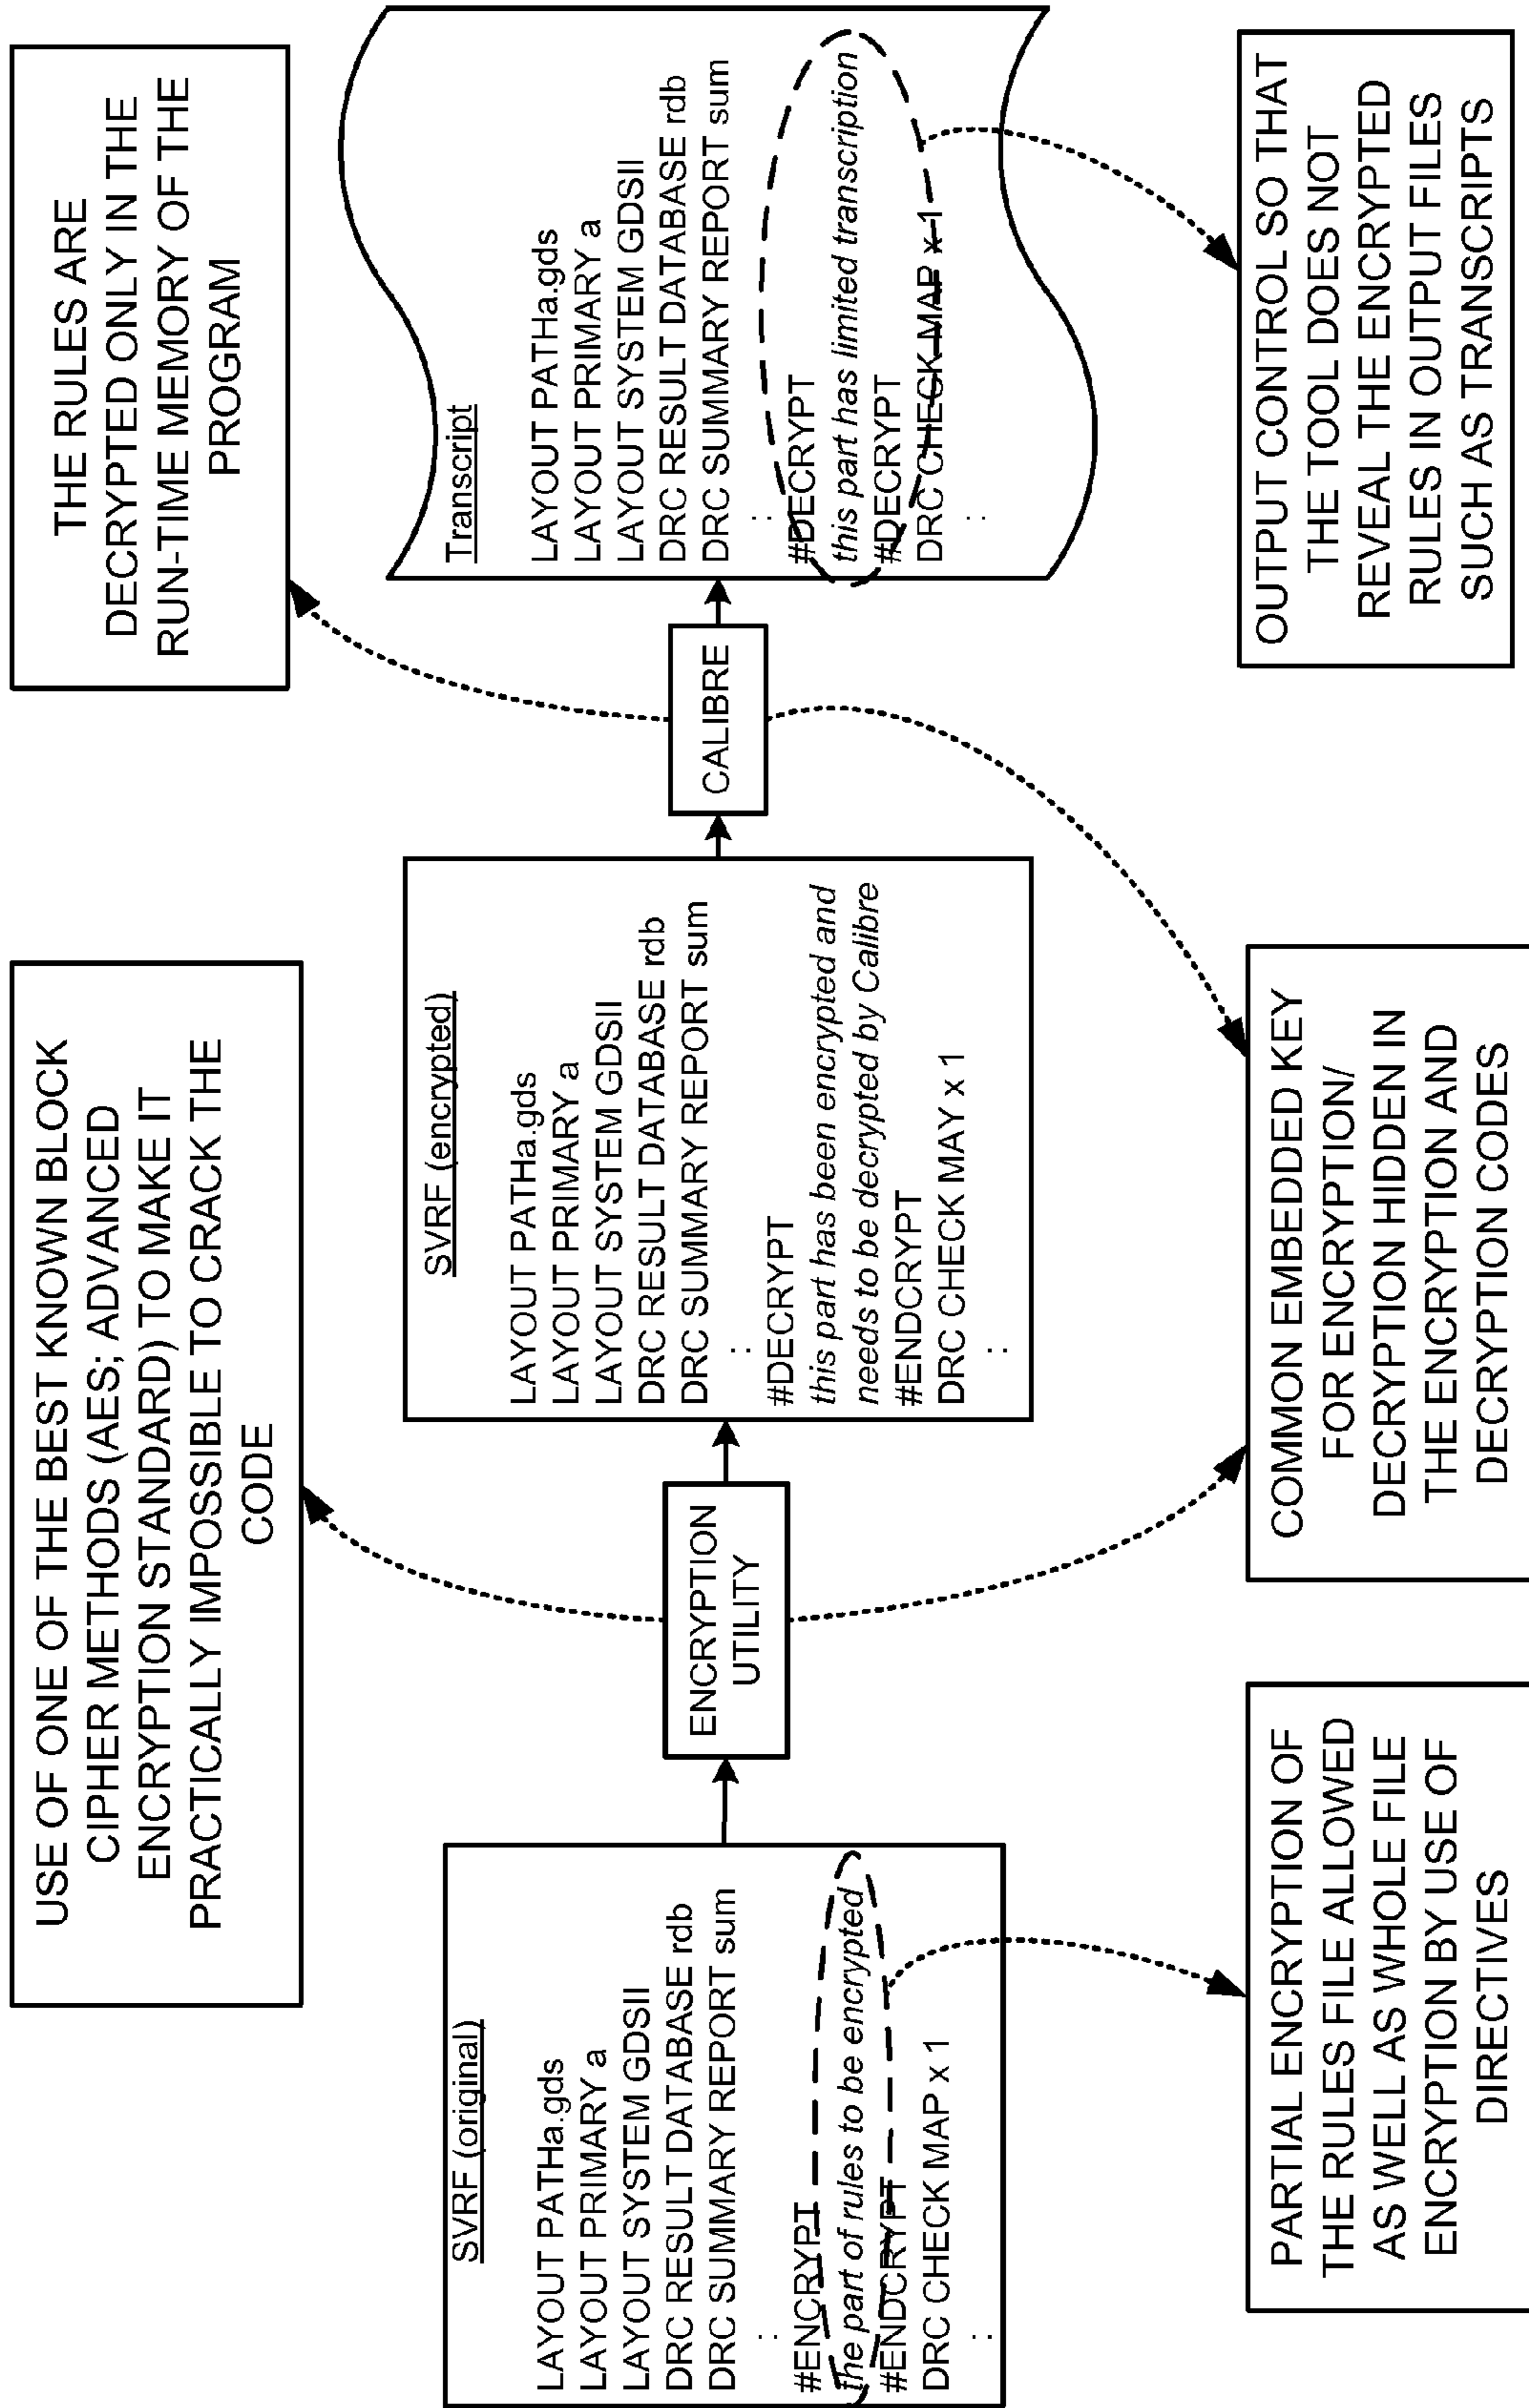 USE OF ONE OF THE BEST KNOWN BLOCK
CIPHER METHODS (AES; ADVANCED
ENCRYPTION STANDARD) TO MAKE IT
PRACTICALLY IMPOSSIBLE TO CRACK THE
CODE
THE RULES ARE
DECRYPTED ONLY IN THE
RUN-TIME MEMORY OF THE
PROGRAM
SVRF (original)
LAYOUT PATHa.gds
LAYOUT PRIMARY a
LAYOUT SYSTEM GDSII
DRC RESULT DATABASE rdb
DRC SUMMARY REPORT sum
:
#ENCRYPT
the part of rules to be encrypted
#ENDCRYPT
DRC CHECK MAP x 1
:
ENCRYPTION
UTILITY
SVRF (encrypted)
LAYOUT PATHa.gds
LAYOUT PRIMARY a
LAYOUT SYSTEM GDSII
DRC RESULT DATABASE rdb
DRC SUMMARY REPORT sum
:
#DECRYPT
this part has been encrypted and
needs to be decrypted by Calibre
#ENDCRYPT
DRC CHECK MAY x 1
:
CALIBRE
Transcript
LAYOUT PATHa.gds
LAYOUT PRIMARY a
LAYOUT SYSTEM GDSII
DRC RESULT DATABASE rdb
DRC SUMMARY REPORT sum
:
#DECRYPT
this part has limited transcription
#DECRYPT
DRC CHECK MAP x 1
:
PARTIAL ENCRYPTION OF
THE RULES FILE ALLOWED
AS WELL AS WHOLE FILE
ENCRYPTION BY USE OF
DIRECTIVES
COMMON EMBEDDED KEY
FOR ENCRYPTION/
DECRYPTION HIDDEN IN
THE ENCRYPTION AND
DECRYPTION CODES
OUTPUT CONTROL SO THAT
THE TOOL DOES NOT
REVEAL THE ENCRYPTED
RULES IN OUTPUT FILES
SUCH AS TRANSCRIPTS